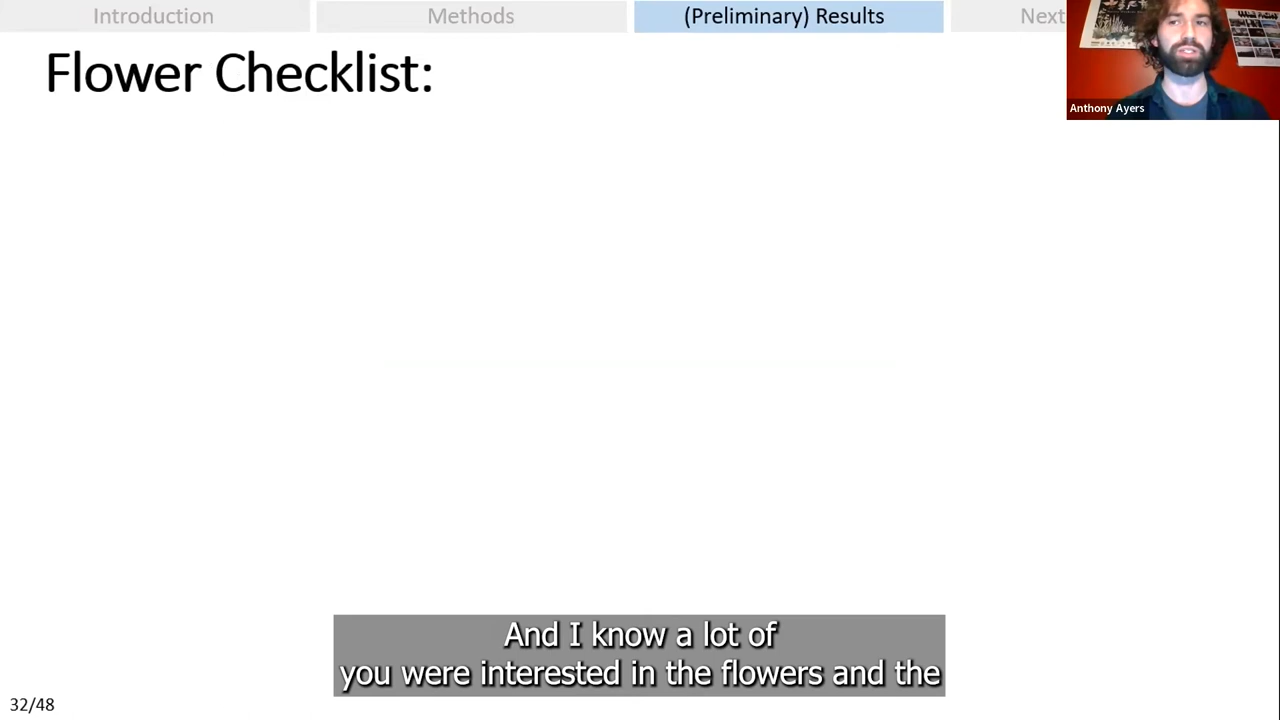 Introduction
Methods
(Preliminary) Results
Next
Flower Checklist:
Anthony Ayers
And I know a lot of
you were interested in the flowers and the
32/48